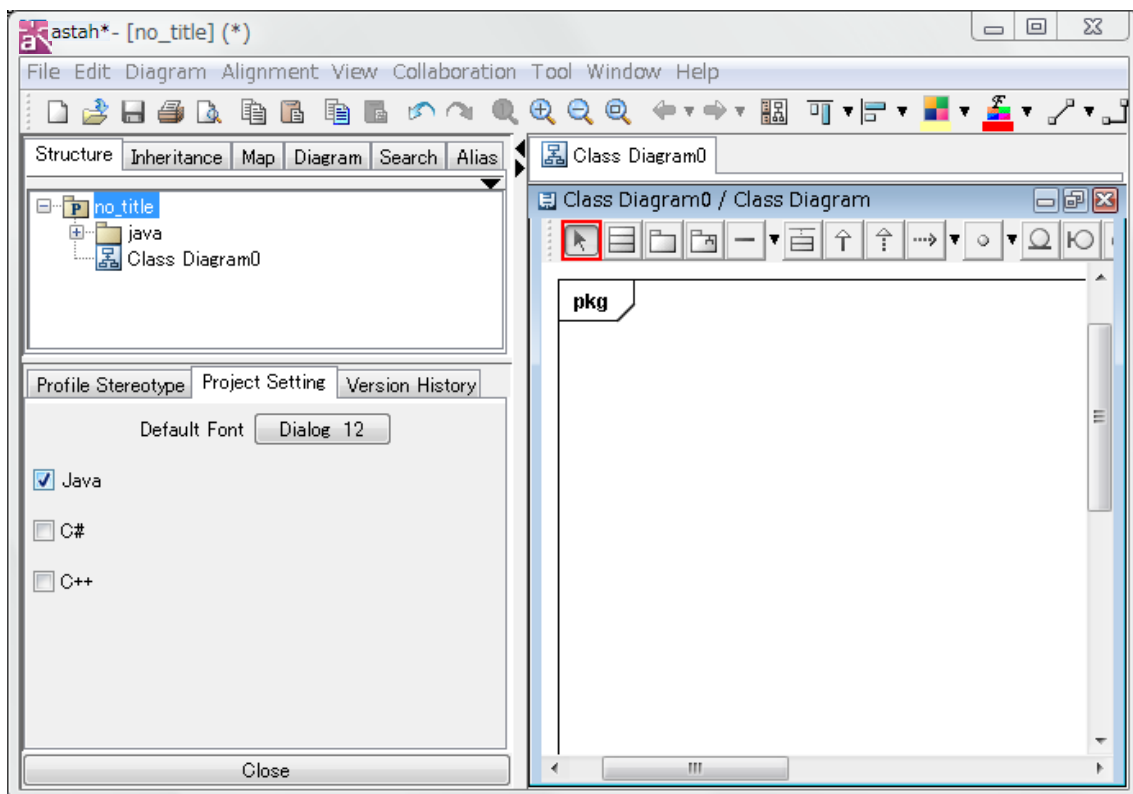 astah*- [no_title] (*)
File Edit Diagram Alignment View Collaboration Tool Window Help
Structure Inheritance Map Diagram Search Alias
no_title
java
Class Diagram0
Profile Stereotype Project Setting Version History
Default Font Dialog 12
Java
C#
C++
Close
Class Diagram0
Class Diagram0 / Class Diagram
pkg